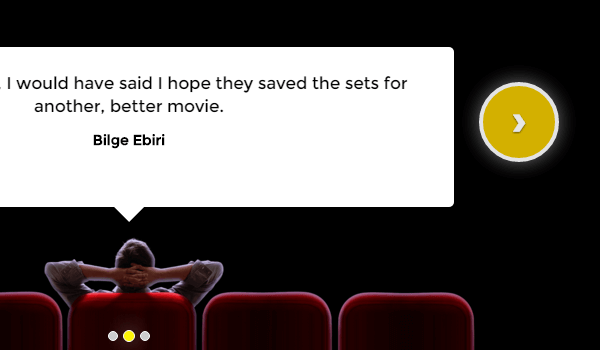 . I would have said I hope they saved the sets for
another, better movie.
Bilge Ebiri